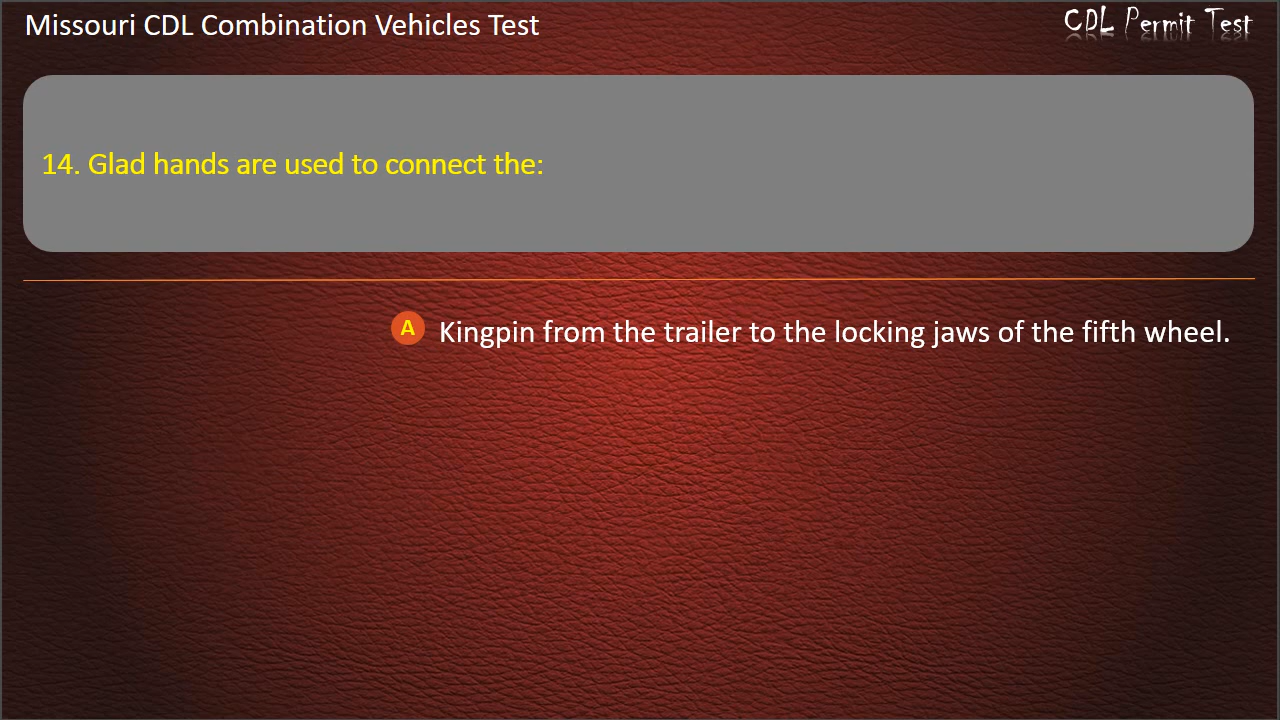 Missouri CDL Combination Vehicles Test
CDL Permit Test
14. Glad hands are used to connect the:
A Kingpin from the trailer to the locking jaws of the fifth wheel.